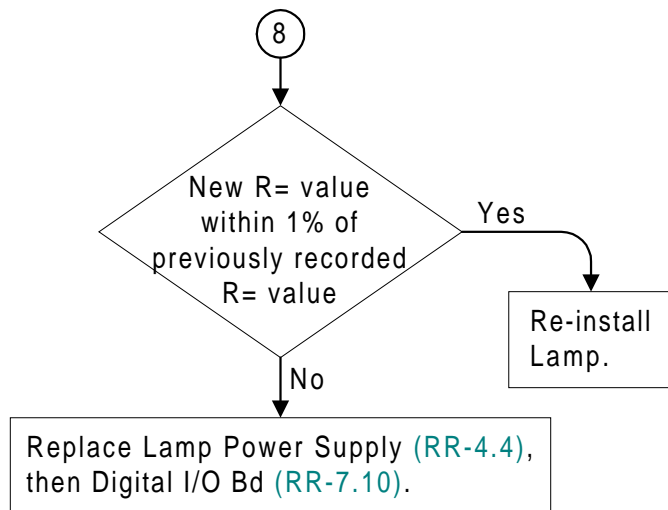 8
New R= value
within 1% of
previously recorded
R= value
Yes
Re-install
Lamp.
No
Replace Lamp Power Supply (RR-4.4),
then Digital I/O Bd (RR-7.10).